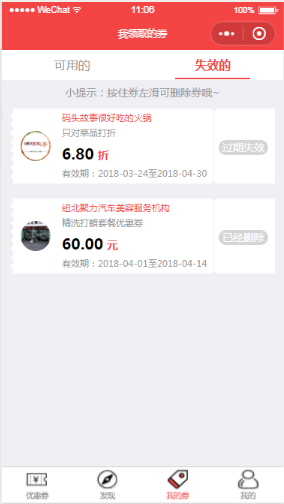 WeChat 11:06 100%
我领取的券
可用的 失效的
小提示：按住券左滑可删除券哦~
码头故事很好吃的火锅
只对菜品打折
6.80 折
过期失效
有效期：2018-03-24至2018-04-30
纽北聚力汽车美容服务机构
精洗打蜡套餐优惠券
60.00 元
已经删除
有效期：2018-04-01至2018-04-14
优惠券 发现 我的券 我的